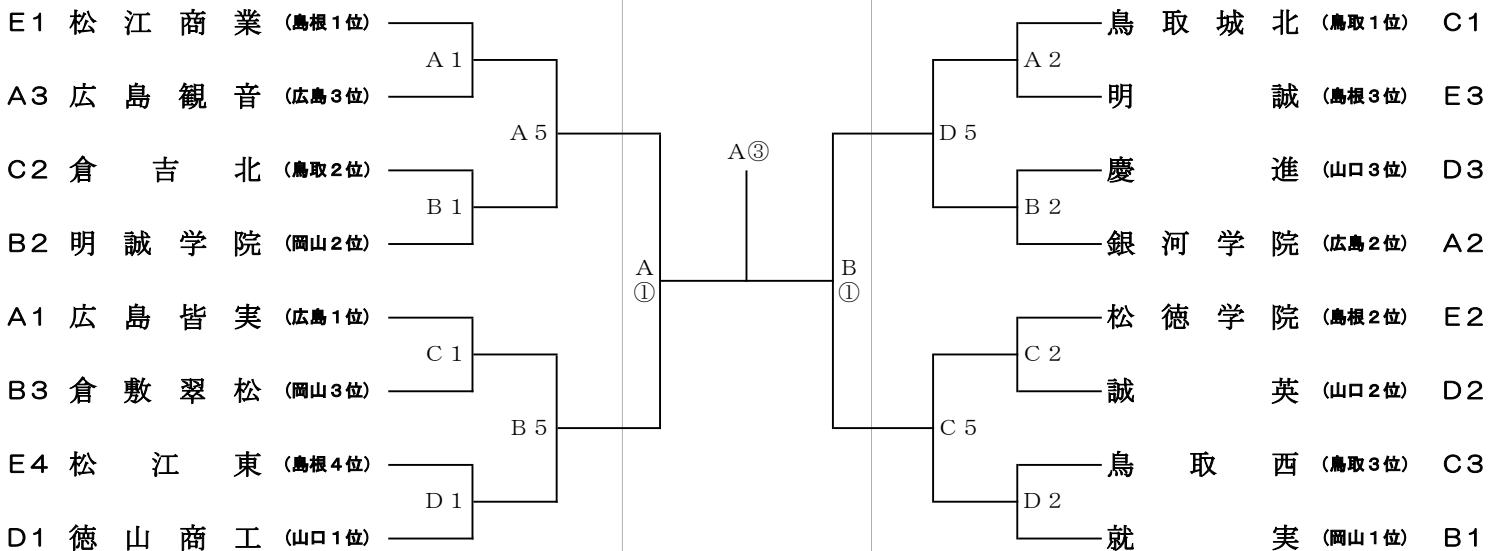 E1 松江商業 (島根1位)
A1
A3 広島観音 (広島3位)
A5
C2 倉吉北 (鳥取2位)
B1
B2 明誠学院 (岡山2位)
A①
A1 広島皆実 (広島1位)
C1
B3 倉敷翠松 (岡山3位)
B5
E4 松江東 (島根4位)
D1
D1 徳山商工 (山口1位)
A③
鳥取城北 (鳥取1位) C1
A2
明誠 (島根3位) E3
D5
慶進 (山口3位) D3
B2
銀河学院 (広島2位) A2
B①
松徳学院 (島根2位) E2
C2
誠英 (山口2位) D2
C5
鳥取西 (鳥取3位) C3
D2
就実 (岡山1位) B1